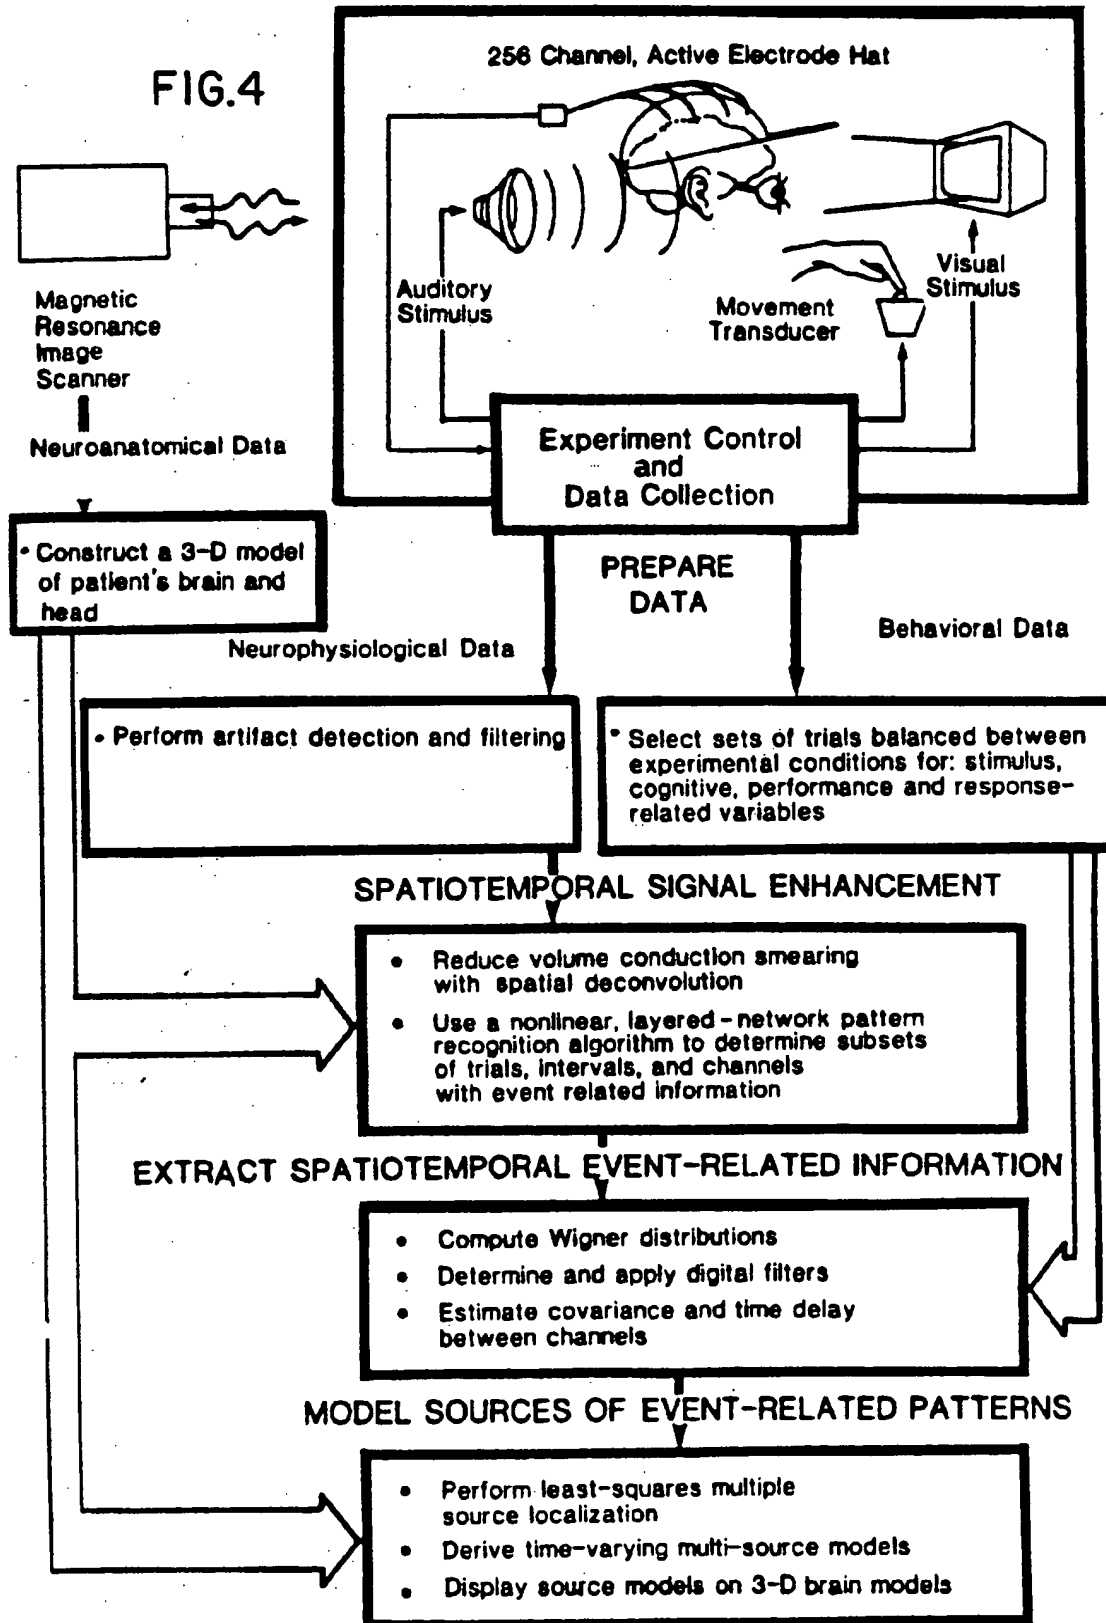 FIG.4
256 Channel, Active Electrode Hat
Magnetic
Resonance
Image
Scanner
Auditory
Stimulus
Movement
Transducer
Visual
Stimulus
Neuroanatomical Data
Experiment Control
and
Data Collection
• Construct a 3-D model
of patient's brain and
head
PREPARE
DATA
Neurophysiological Data
Behavioral Data
• Perform artifact detection and filtering
• Select sets of trials balanced between
experimental conditions for: stimulus,
cognitive, performance and response-
related variables
SPATIOTEMPORAL SIGNAL ENHANCEMENT
• Reduce volume conduction smearing
with spatial deconvolution
• Use a nonlinear, layered-network pattern
recognition algorithm to determine subsets
of trials, intervals, and channels
with event related information
EXTRACT SPATIOTEMPORAL EVENT-RELATED INFORMATION
• Compute Wigner distributions
• Determine and apply digital filters
• Estimate covariance and time delay
between channels
MODEL SOURCES OF EVENT-RELATED PATTERNS
• Perform least-squares multiple
source localization
• Derive time-varying multi-source models
• Display source models on 3-D brain models